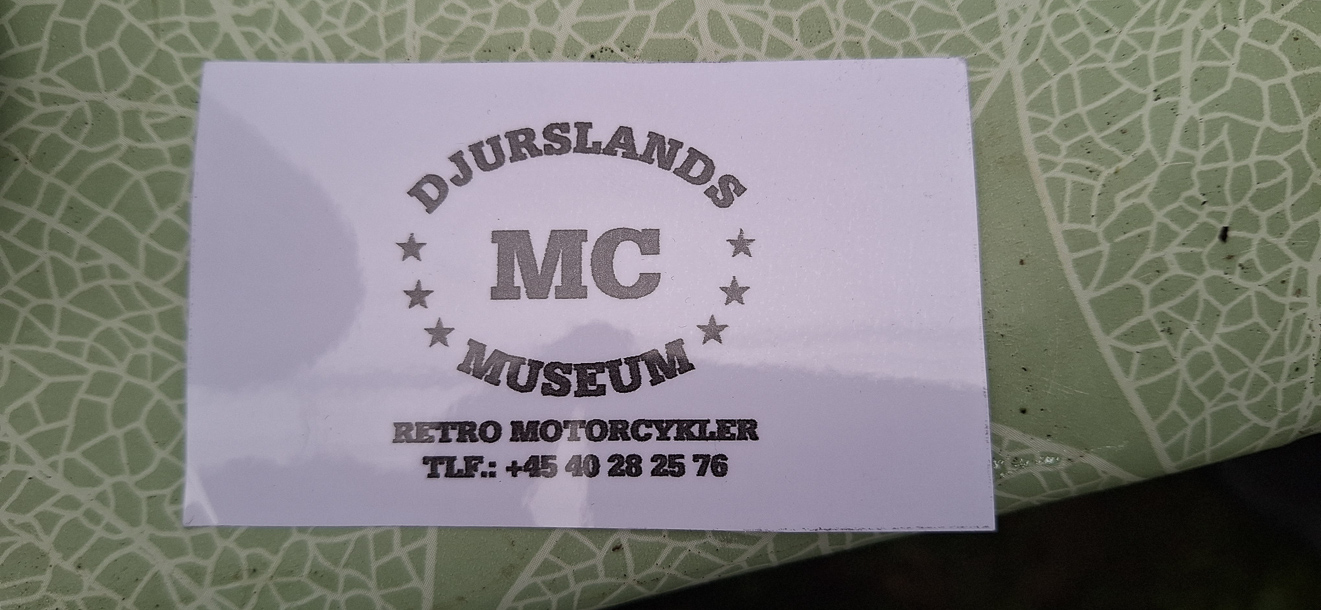 DJURSLANDS
MC
MUSEUM
RETRO MOTORCYKLER
TLF.: +45 40 28 25 76